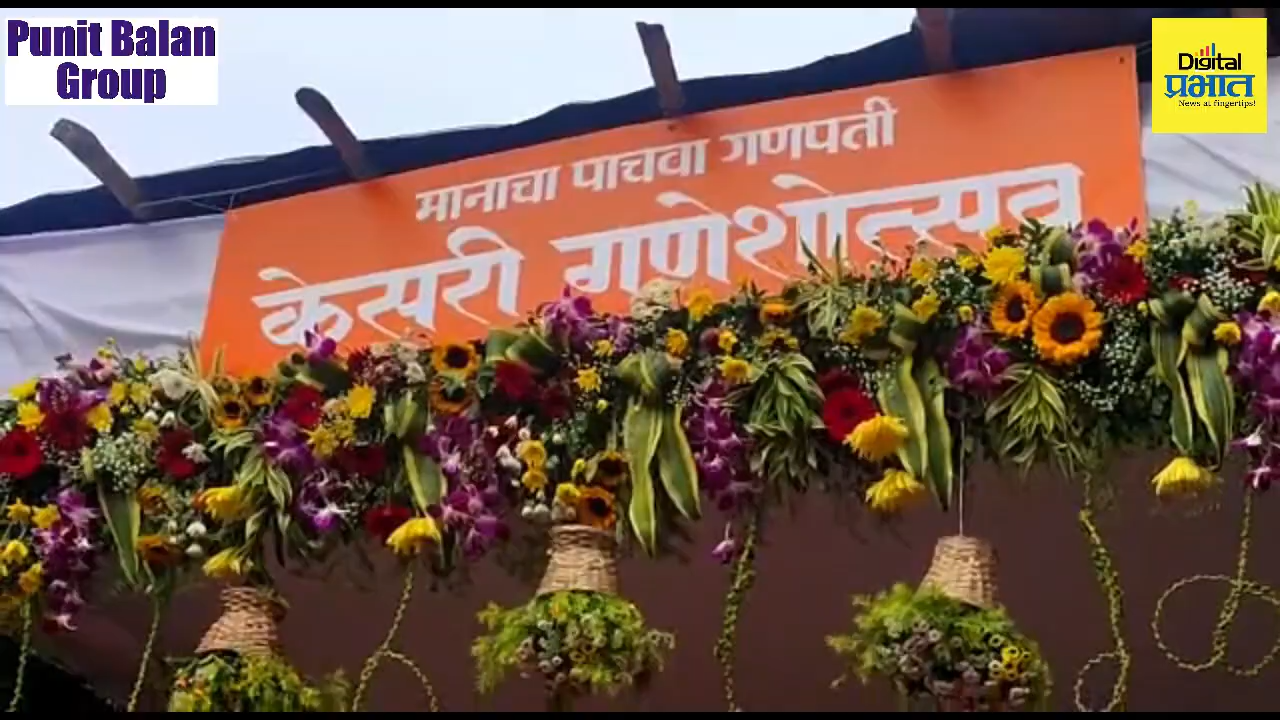 Punit Balan
Group
Digital
प्रभात
News at fingertips!
मानाचा पाचवा गणपती
केसरी गणेशोत्सव